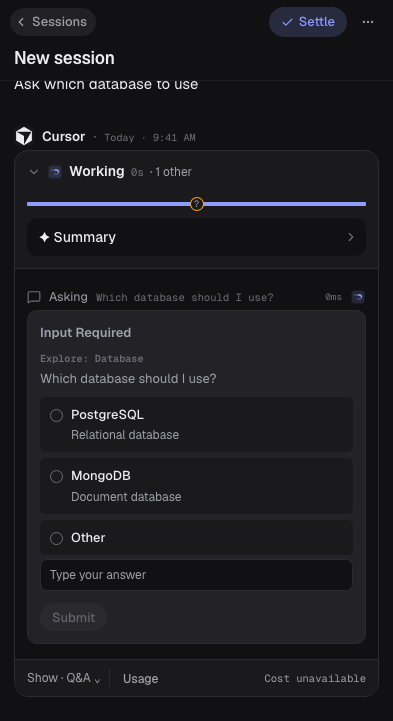 Sessions
Settle
New session
Ask which database to use
Cursor · Today · 9:41 AM
Working 0s · 1 other
?
Summary
Asking Which database should I use? 0ms
Input Required
Explore: Database
Which database should I use?
PostgreSQL
Relational database
MongoDB
Document database
Other
Type your answer
Submit
Show · Q&A Usage Cost unavailable